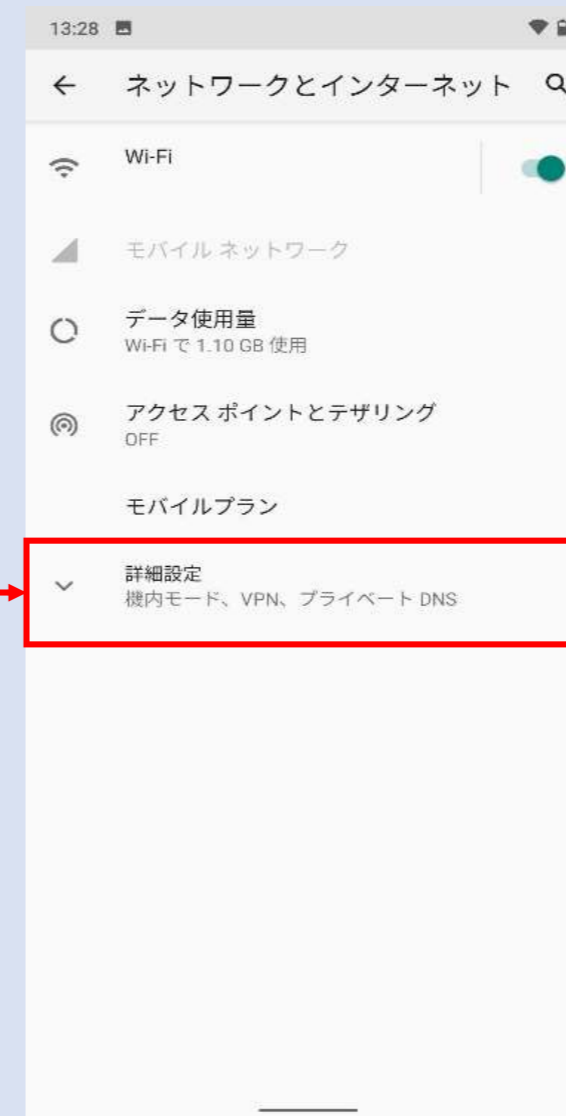 13:28
ネットワークとインターネット
Wi-Fi
モバイル ネットワーク
データ使用量
Wi-Fi で 1.10 GB 使用
アクセス ポイントとテザリング
OFF
モバイルプラン
詳細設定
機内モード、VPN、プライベート DNS